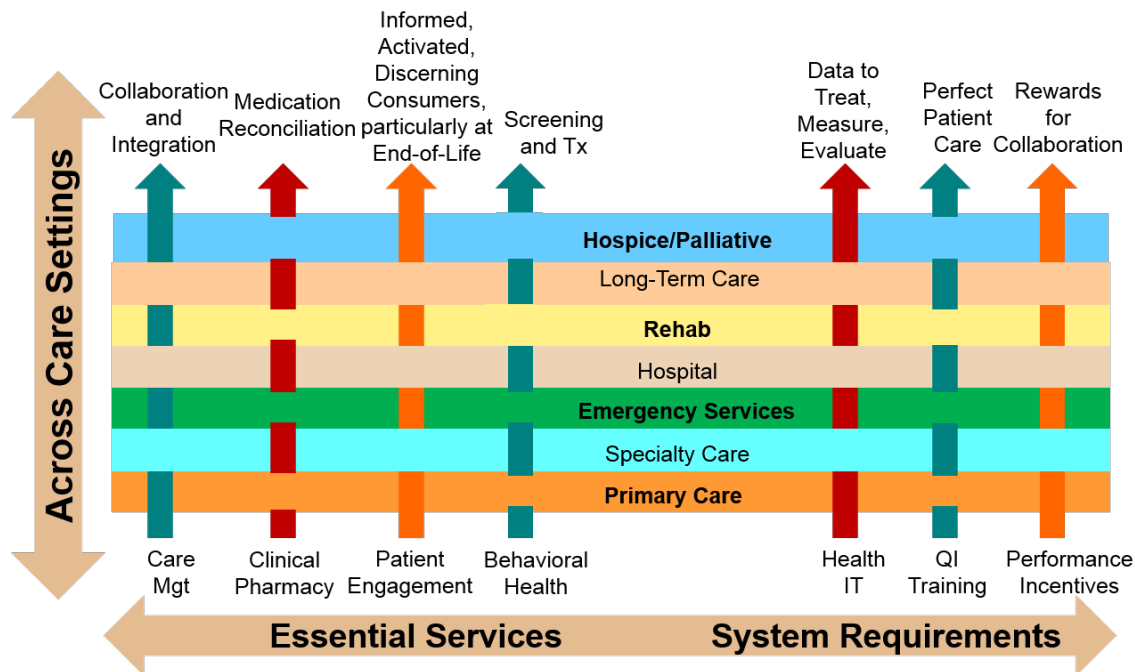 Across Care Settings
Collaboration
and
Integration
Medication
Reconciliation
Informed,
Activated,
Discerning
Consumers,
particularly at
End-of-Life
Screening
and Tx
Data to
Treat,
Measure,
Evaluate
Perfect
Patient
Care
Rewards
for
Collaboration
Hospice/Palliative
Long-Term Care
Rehab
Hospital
Emergency Services
Specialty Care
Primary Care
Care
Mgt
Clinical
Pharmacy
Patient
Engagement
Behavioral
Health
Health
IT
QI
Training
Performance
Incentives
Essential Services
System Requirements